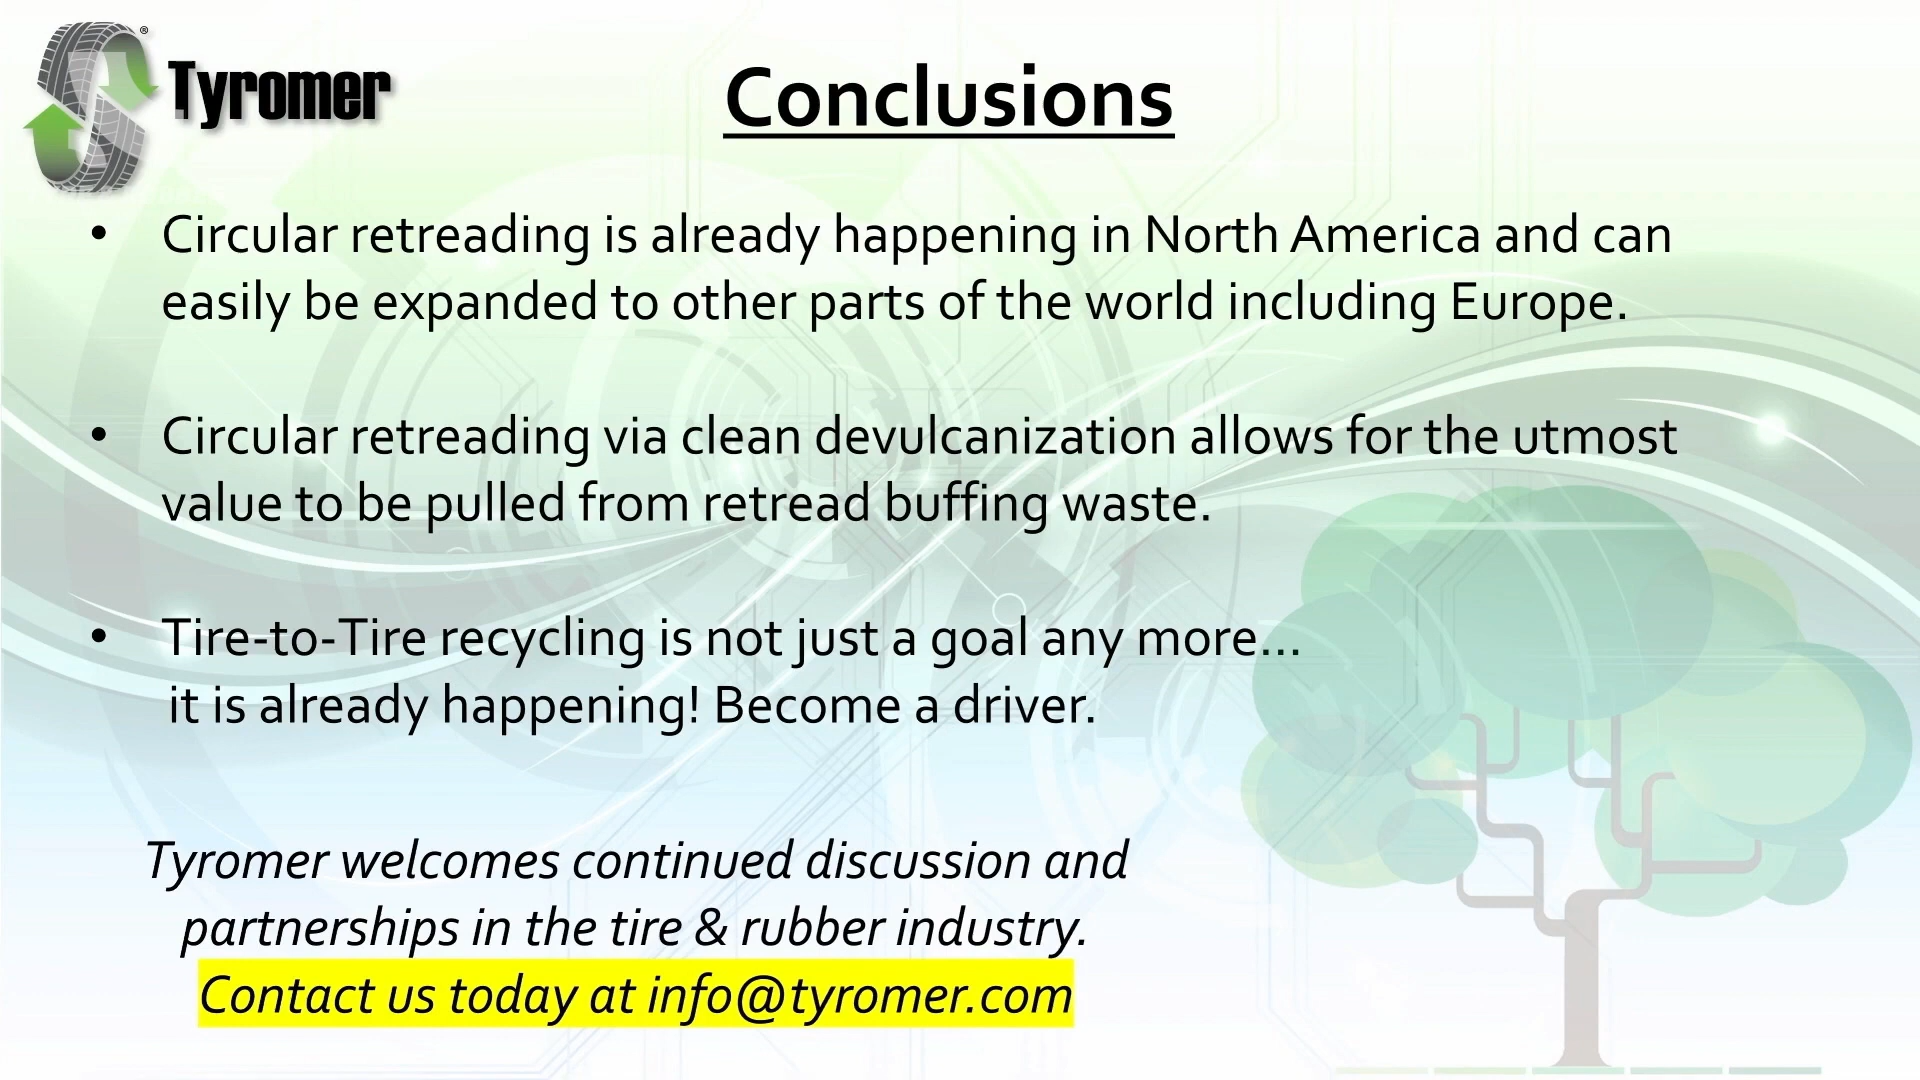 ®
Tyromer
Conclusions
• Circular retreading is already happening in North America and can
easily be expanded to other parts of the world including Europe.
• Circular retreading via clean devulcanization allows for the utmost
value to be pulled from retread buffing waste.
• Tire-to-Tire recycling is not just a goal any more...
it is already happening! Become a driver.
Tyromer welcomes continued discussion and
partnerships in the tire & rubber industry.
Contact us today at info@tyromer.com